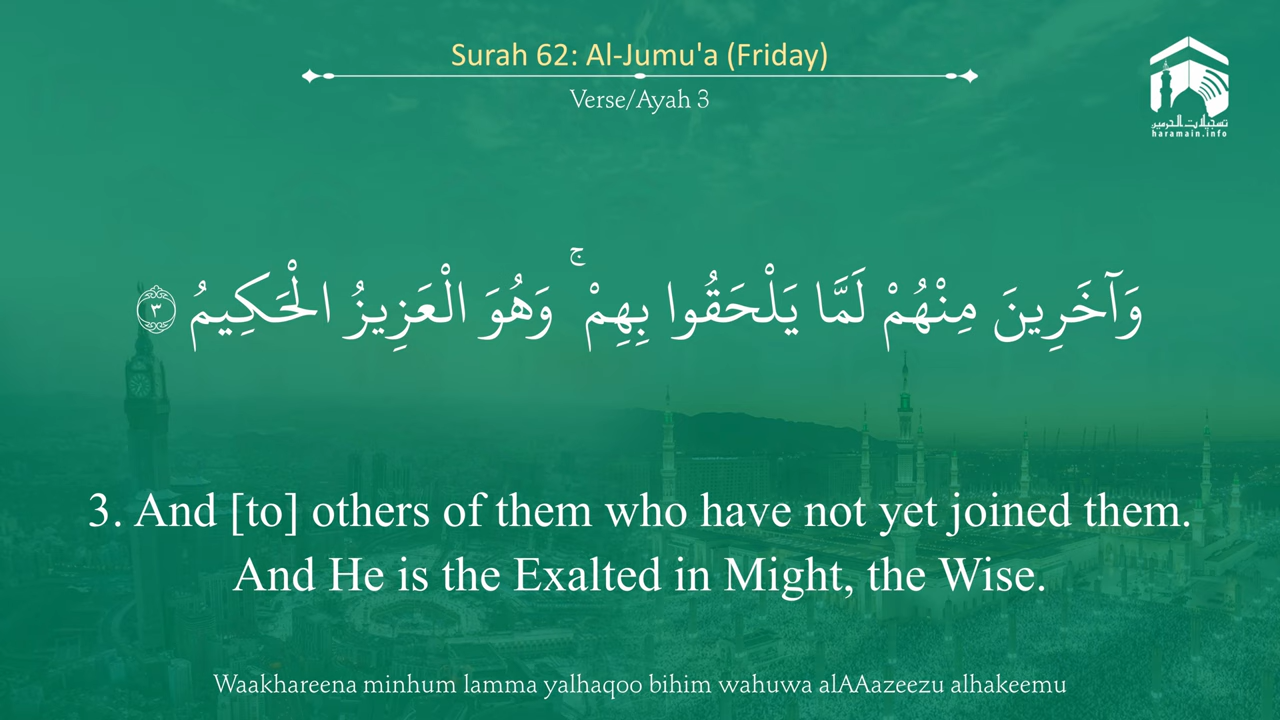 Surah 62: Al-Jumu'a (Friday)
Verse/Ayah 3
تسجيلات الحرمين
haramain.info
وَآخَرِينَ مِنْهُمْ لَمَّا يَلْحَقُوا بِهِمْ ۚ وَهُوَ الْعَزِيزُ الْحَكِيمُ ٣
3. And [to] others of them who have not yet joined them.
And He is the Exalted in Might, the Wise.
Waakhareena minhum lamma yalhaqoo bihim wahuwa alAAazeezu alhakeemu